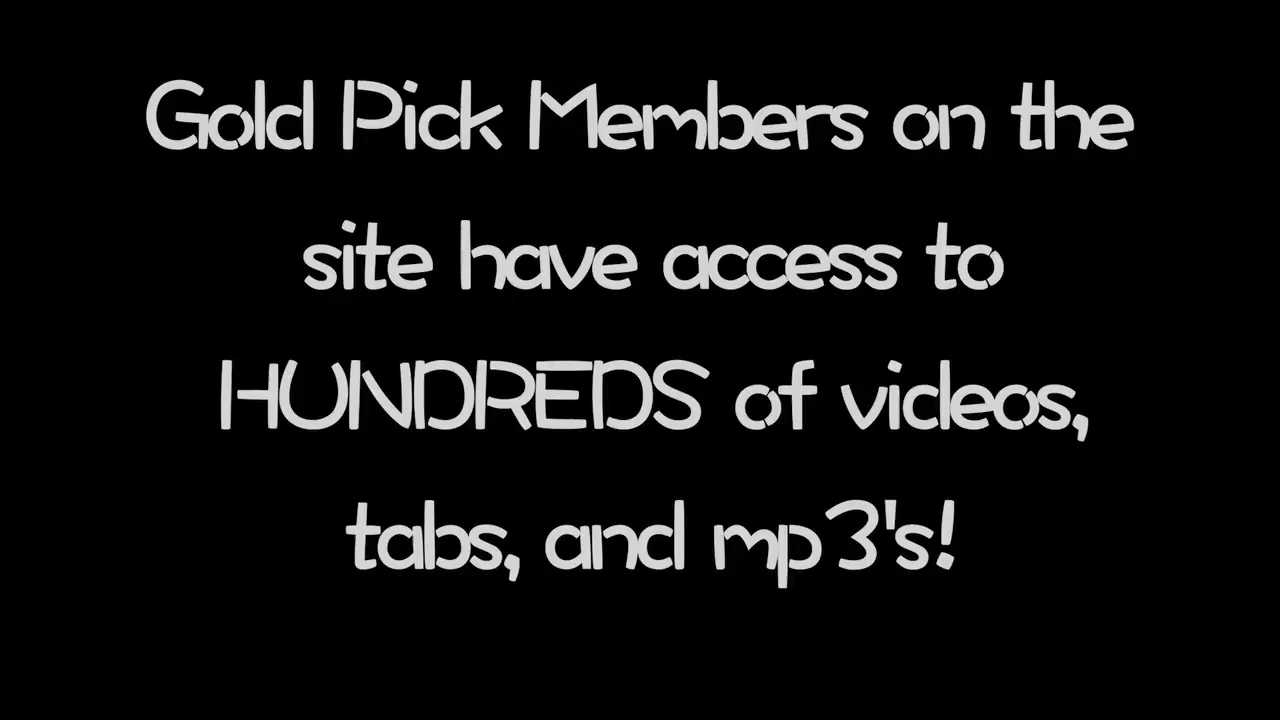 Gold Pick Members on the
site have access to
HUNDREDS of videos,
tabs, and mp3's!